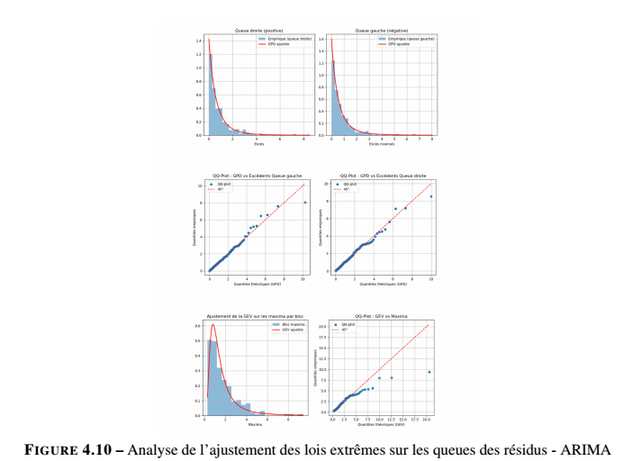 Queue droite (positive)
Queue gauche (négative)
Empirique (queue droite)
GPD ajustée
Empirique (queue gauche)
GPD ajustée
Excès
Excès inversés
QQ-Plot : GPD vs Excédents Queue gauche
QQ-Plot : GPD vs Excédents Queue droite
QQ-plot
45°
QQ-plot
45°
Quantiles empiriques
Quantiles empiriques
Quantiles théoriques (GPD)
Quantiles théoriques (GPD)
Ajustement de la GEV sur les maxima par bloc
QQ-Plot : GEV vs Maxima
Bloc maxima
GEV ajustée
QQ-plot
45°
Quantiles empiriques
Maxima
Quantiles théoriques (GEV)
FIGURE 4.10 – Analyse de l'ajustement des lois extrêmes sur les queues des résidus - ARIMA